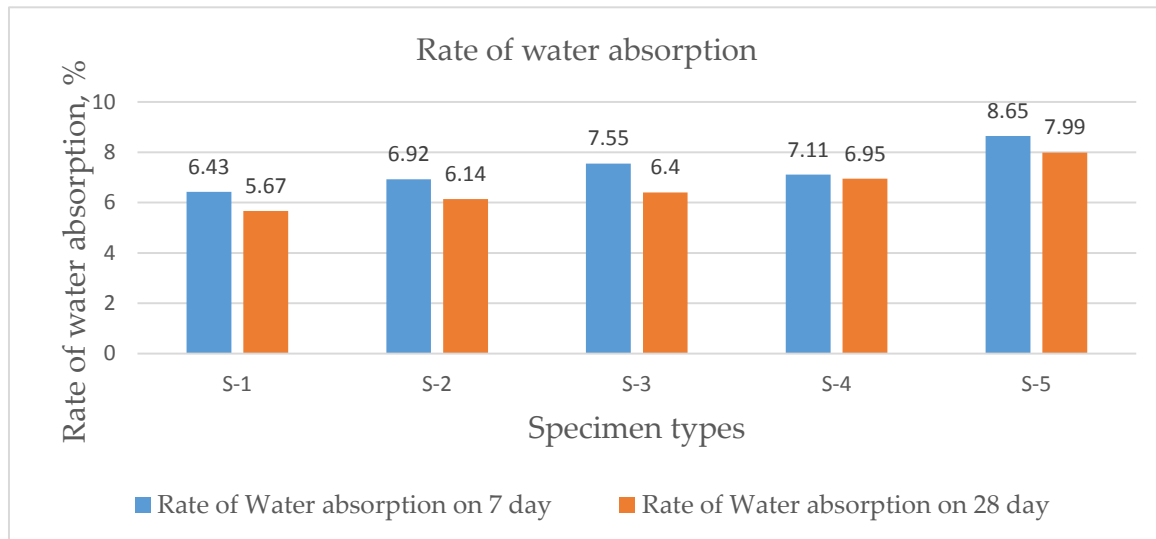 Rate of water absorption
Rate of water absorption, %
10
8
6
4
2
0
6.43
5.67
6.92
6.14
7.55
6.4
7.11
6.95
8.65
7.99
S-1
S-2
S-3
S-4
S-5
Specimen types
Rate of Water absorption on 7 day
Rate of Water absorption on 28 day